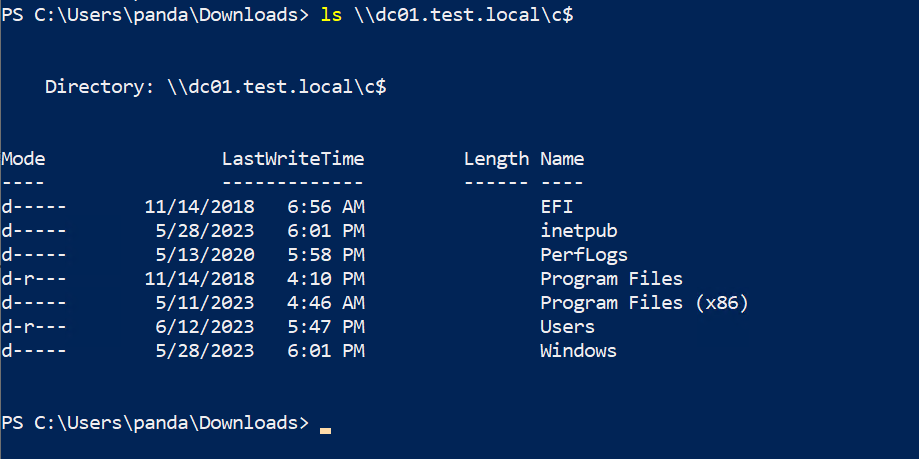 PS C:\Users\panda\Downloads> ls \\dc01.test.local\c$
Directory: \\dc01.test.local\c$
Mode LastWriteTime Length Name
---- ------------- ------ ----
d----- 11/14/2018 6:56 AM EFI
d----- 5/28/2023 6:01 PM inetpub
d----- 5/13/2020 5:58 PM PerfLogs
d-r--- 11/14/2018 4:10 PM Program Files
d----- 5/11/2023 4:46 AM Program Files (x86)
d-r--- 6/12/2023 5:47 PM Users
d----- 5/28/2023 6:01 PM Windows
PS C:\Users\panda\Downloads>